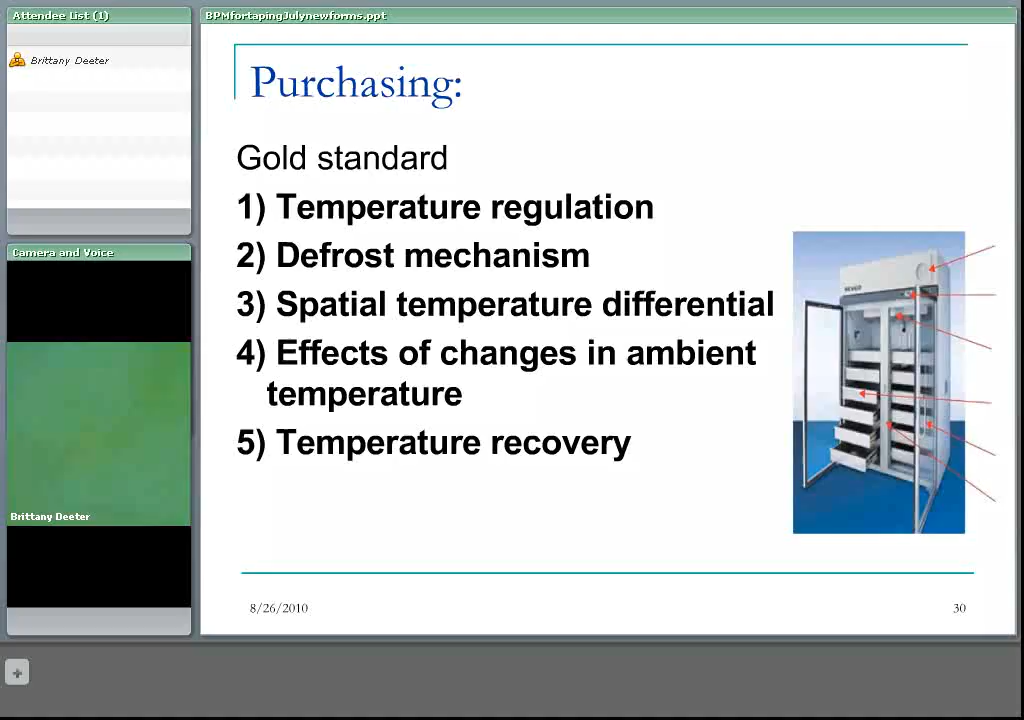 Attendee List (1)
Brittany Deeter
Camera and Voice
Brittany Deeter
BPMfortapingJulynewforms.ppt
Purchasing:
Gold standard
1) Temperature regulation
2) Defrost mechanism
3) Spatial temperature differential
4) Effects of changes in ambient
temperature
5) Temperature recovery
8/26/2010
30